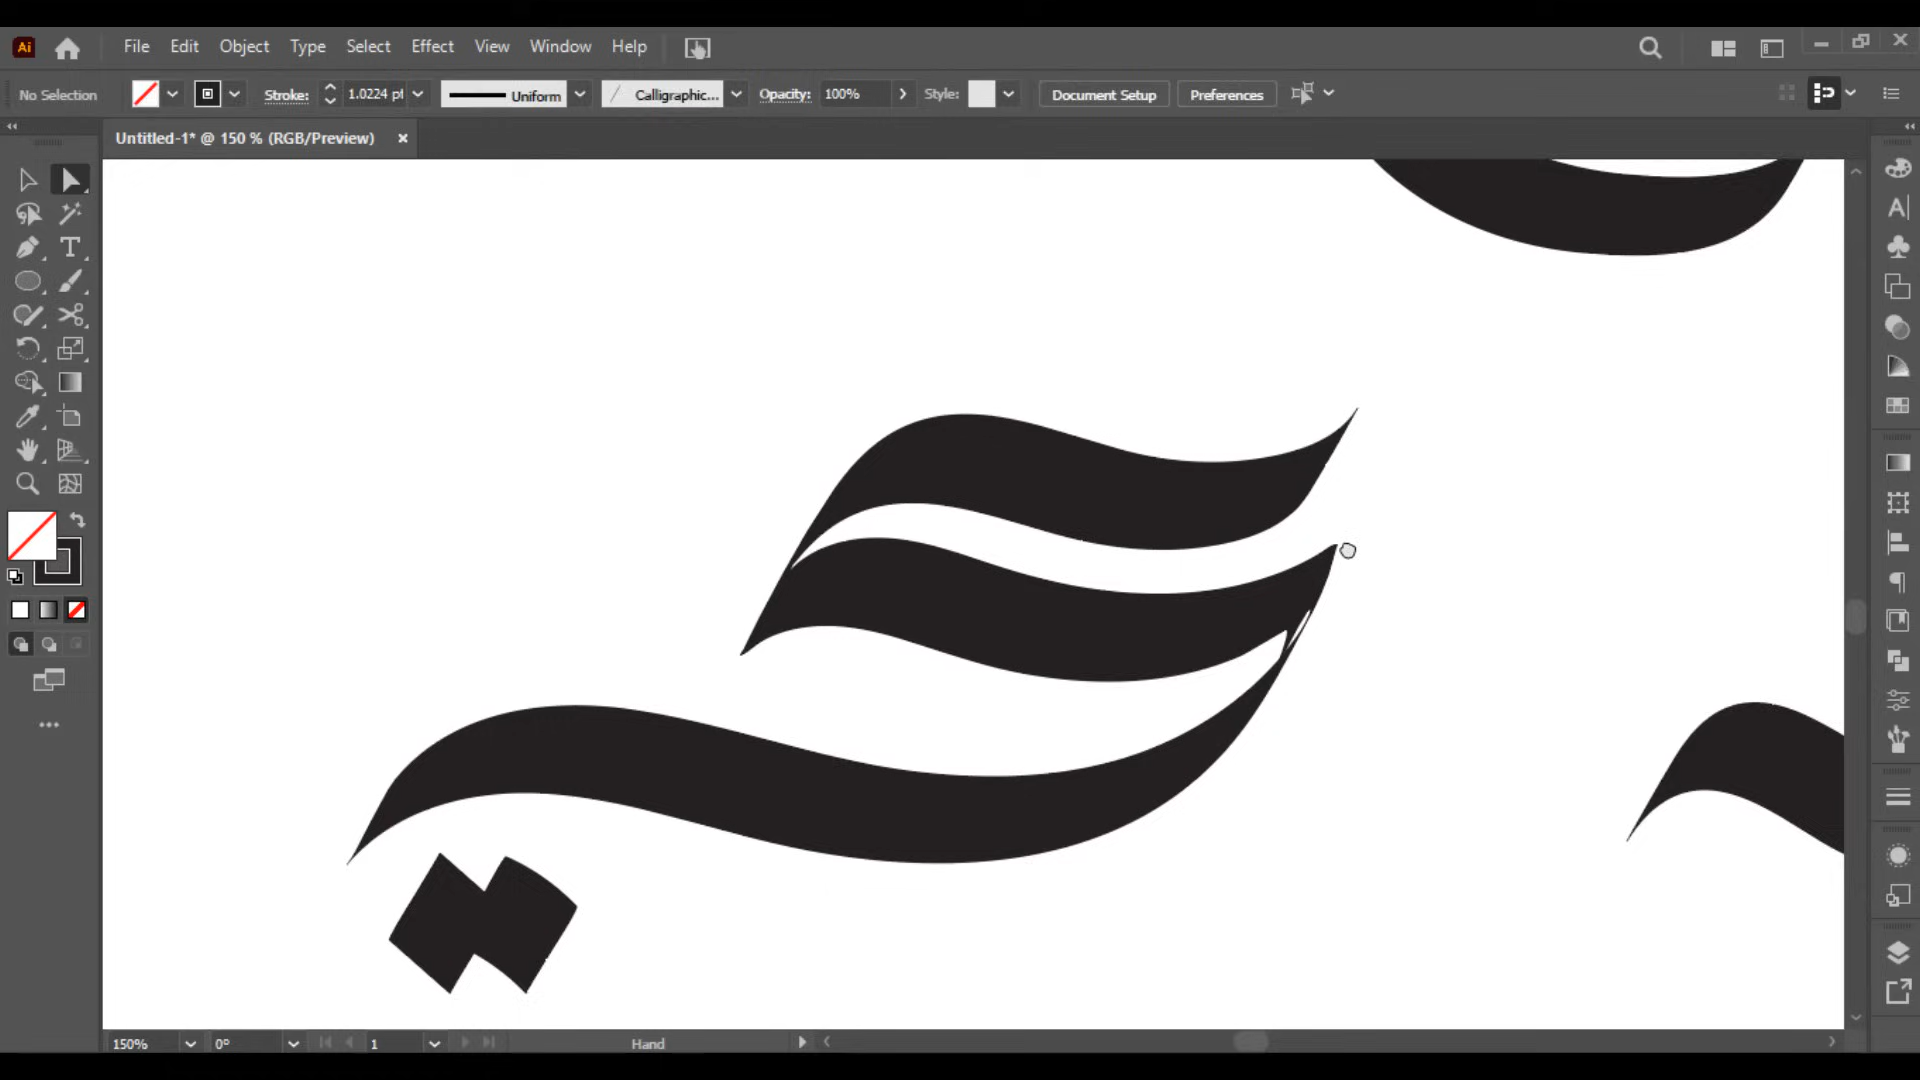 Ai File Edit Object Type Select Effect View Window Help
No Selection Stroke: 1.0224 pt Uniform Calligraphic... Opacity: 100% Style: Document Setup Preferences
Untitled-1* @ 150 % (RGB/Preview)
150% 0° 1 Hand